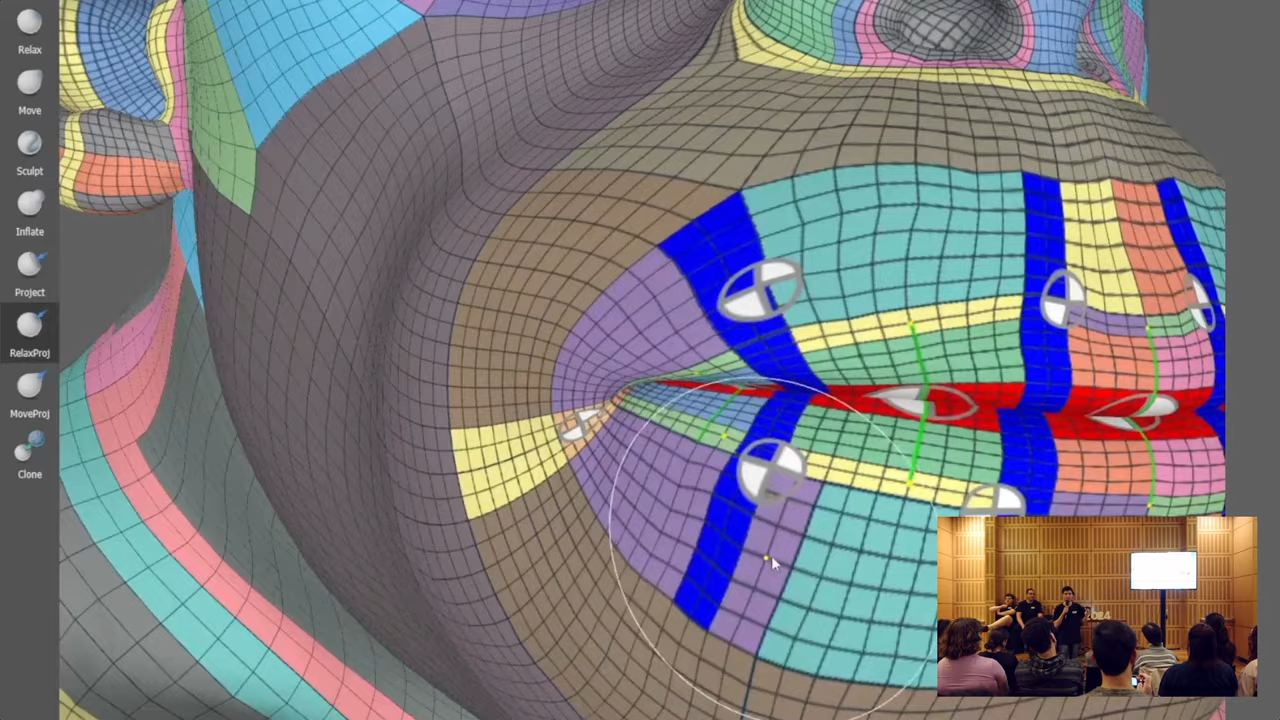 Relax
Move
Sculpt
Inflate
Project
RelaxProj
MoveProj
Clone